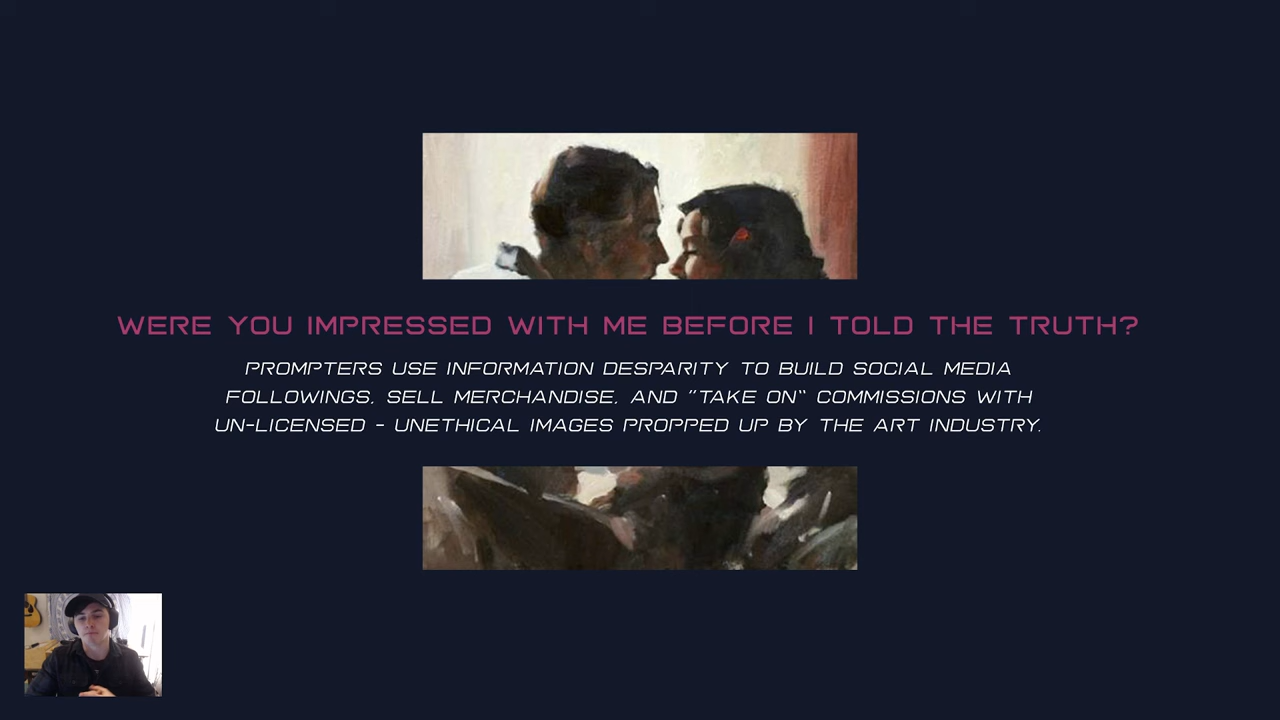 WERE YOU IMPRESSED WITH ME BEFORE I TOLD THE TRUTH?
PROMPTERS USE INFORMATION DESPARITY TO BUILD SOCIAL MEDIA
FOLLOWINGS, SELL MERCHANDISE, AND "TAKE ON" COMMISSIONS WITH
UN-LICENSED - UNETHICAL IMAGES PROPPED UP BY THE ART INDUSTRY.